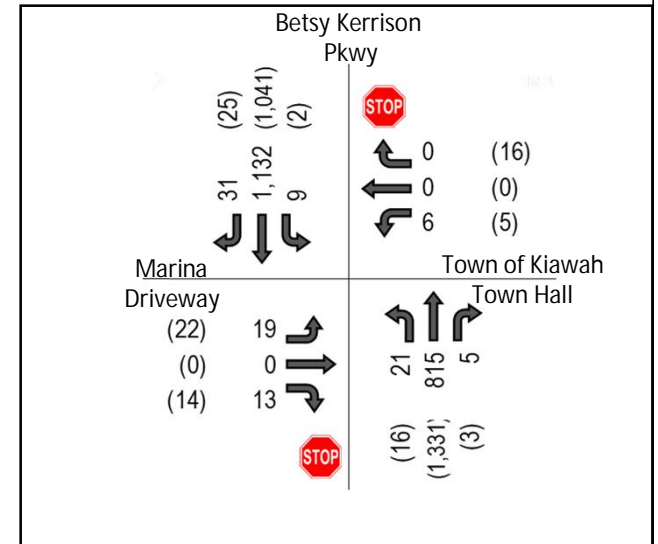 Betsy Kerrison
Pkwy
(25)
(1,041)
(2)
31
1,132
9
STOP
0 (16)
0 (0)
6 (5)
Marina
Driveway
Town of Kiawah
Town Hall
(22) 19
(0) 0
(14) 13
STOP
21
815
5
(16)
(1,331)
(3)